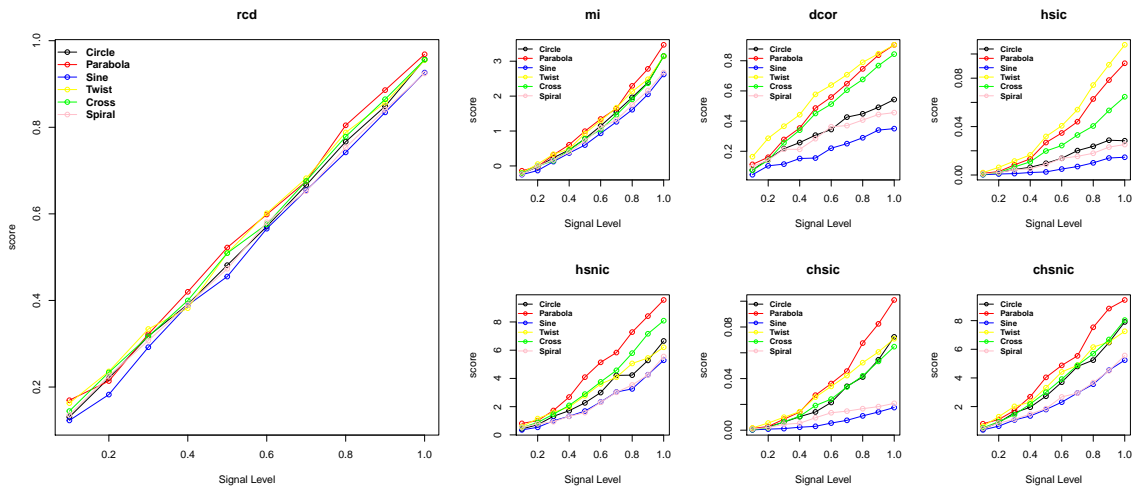 rcd
score
1.0
0.8
0.6
0.4
0.2
Circle
Parabola
Sine
Twist
Cross
Spiral
0.2 0.4 0.6 0.8 1.0
Signal Level
mi
score
3
2
1
0
Circle
Parabola
Sine
Twist
Cross
Spiral
0.2 0.4 0.6 0.8 1.0
Signal Level
dcor
score
0.8
0.6
0.4
0.2
Circle
Parabola
Sine
Twist
Cross
Spiral
0.2 0.4 0.6 0.8 1.0
Signal Level
hsic
score
0.08
0.04
0.00
Circle
Parabola
Sine
Twist
Cross
Spiral
0.2 0.4 0.6 0.8 1.0
Signal Level
hsnic
score
8
6
4
2
0
Circle
Parabola
Sine
Twist
Cross
Spiral
0.2 0.4 0.6 0.8 1.0
Signal Level
chsic
score
0.08
0.04
0.00
Circle
Parabola
Sine
Twist
Cross
Spiral
0.2 0.4 0.6 0.8 1.0
Signal Level
chsnic
score
8
6
4
2
Circle
Parabola
Sine
Twist
Cross
Spiral
0.2 0.4 0.6 0.8 1.0
Signal Level